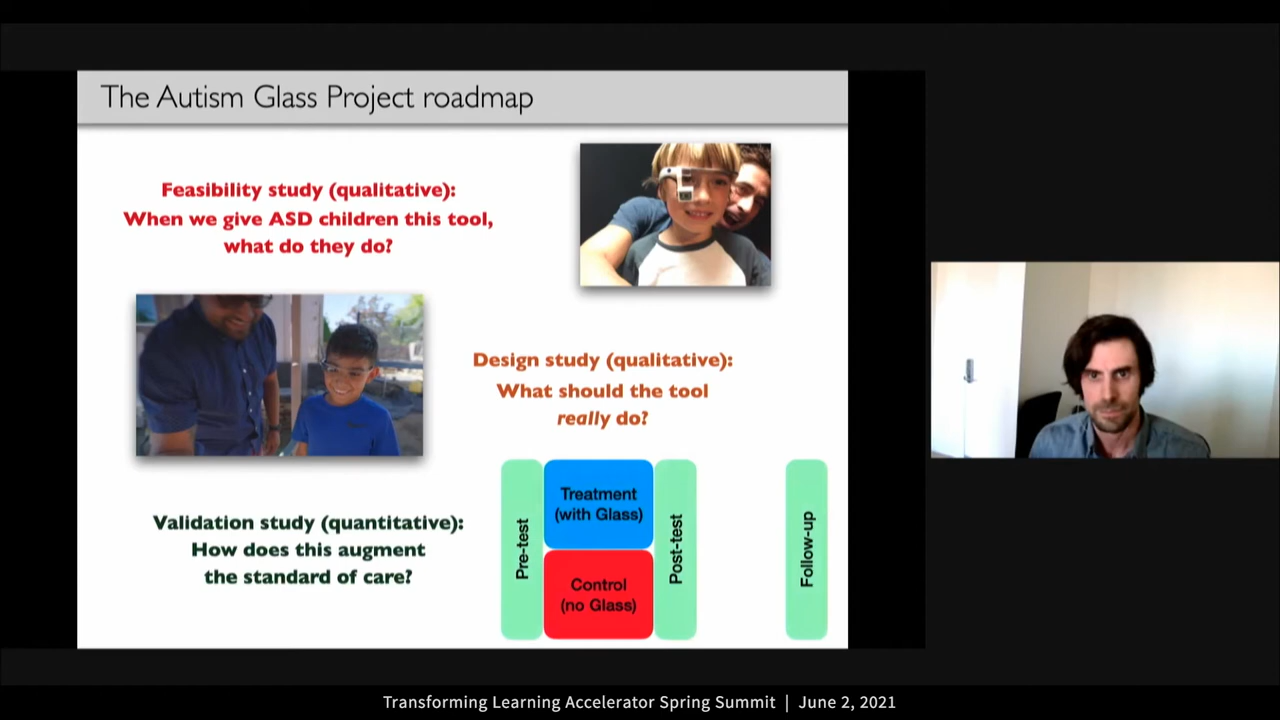 The Autism Glass Project roadmap
Feasibility study (qualitative):
When we give ASD children this tool,
what do they do?
Design study (qualitative):
What should the tool
really do?
Validation study (quantitative):
How does this augment
the standard of care?
Pre-test
Treatment
(with Glass)
Control
(no Glass)
Post-test
Follow-up
Transforming Learning Accelerator Spring Summit | June 2, 2021